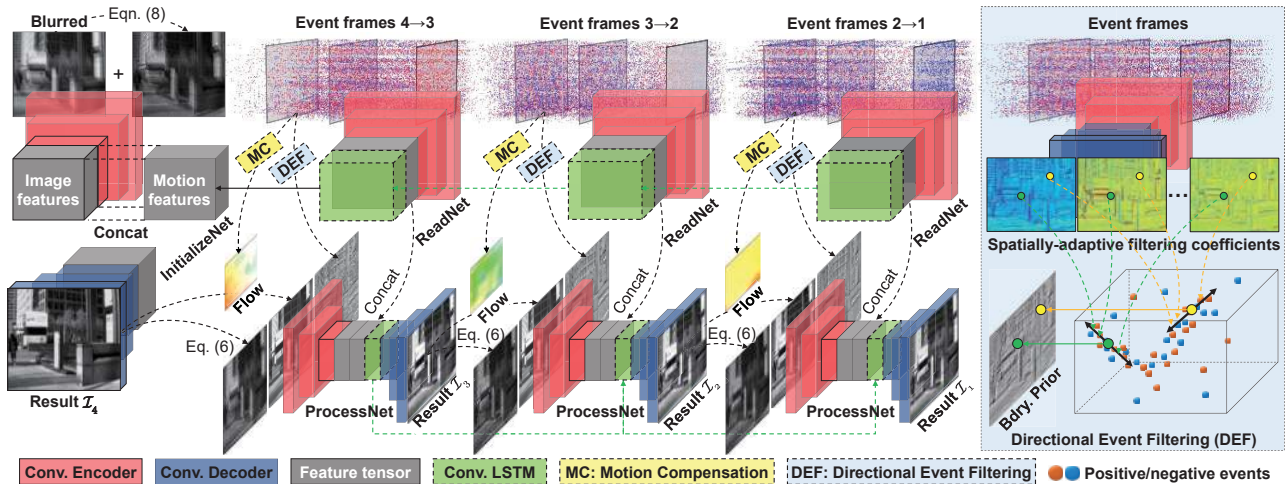 Blurred
Eqn. (8)
+
Event frames 4→3
Event frames 3→2
Event frames 2→1
Event frames
MC
DEF
MC
DEF
MC
DEF
Image
features
Motion
features
Concat
InitializeNet
ReadNet
ReadNet
ReadNet
...
Spatially-adaptive filtering coefficients
Flow
Concat
Flow
Concat
Flow
Concat
Eq. (6)
Eq. (6)
Eq. (6)
Result I₄
ProcessNet
Result I₃
ProcessNet
Result I₂
ProcessNet
Result I₁
Bdry. Prior
Directional Event Filtering (DEF)
Conv. Encoder
Conv. Decoder
Feature tensor
Conv. LSTM
MC: Motion Compensation
DEF: Directional Event Filtering
Positive/negative events